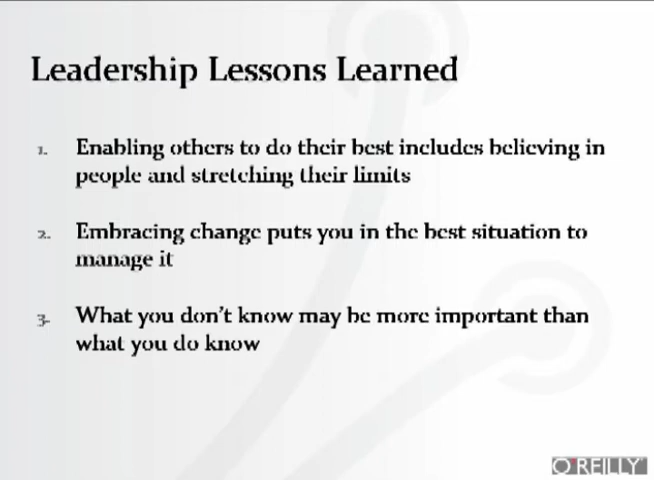 Leadership Lessons Learned
1. Enabling others to do their best includes believing in
people and stretching their limits
2. Embracing change puts you in the best situation to
manage it
3. What you don't know may be more important than
what you do know
O'REILLY